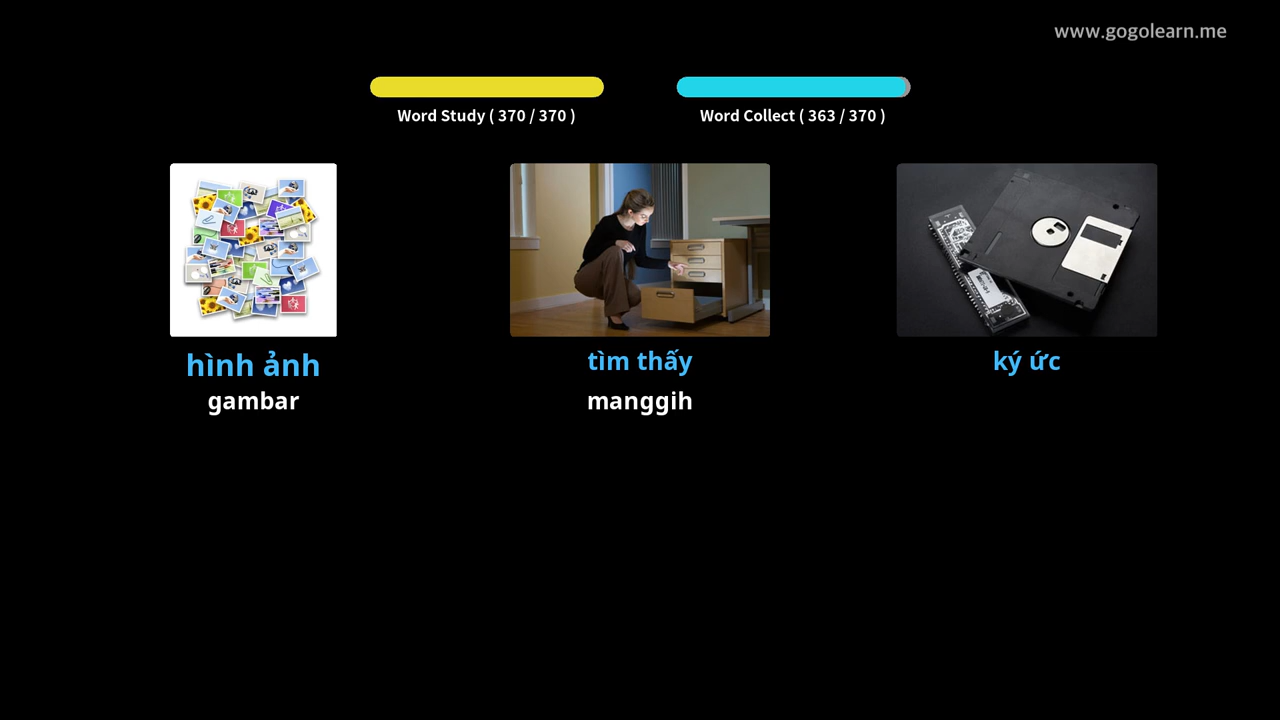 www.gogolearn.me
Word Study ( 370 / 370 )
Word Collect ( 363 / 370 )
hình ảnh
gambar
tìm thấy
manggih
ký ức